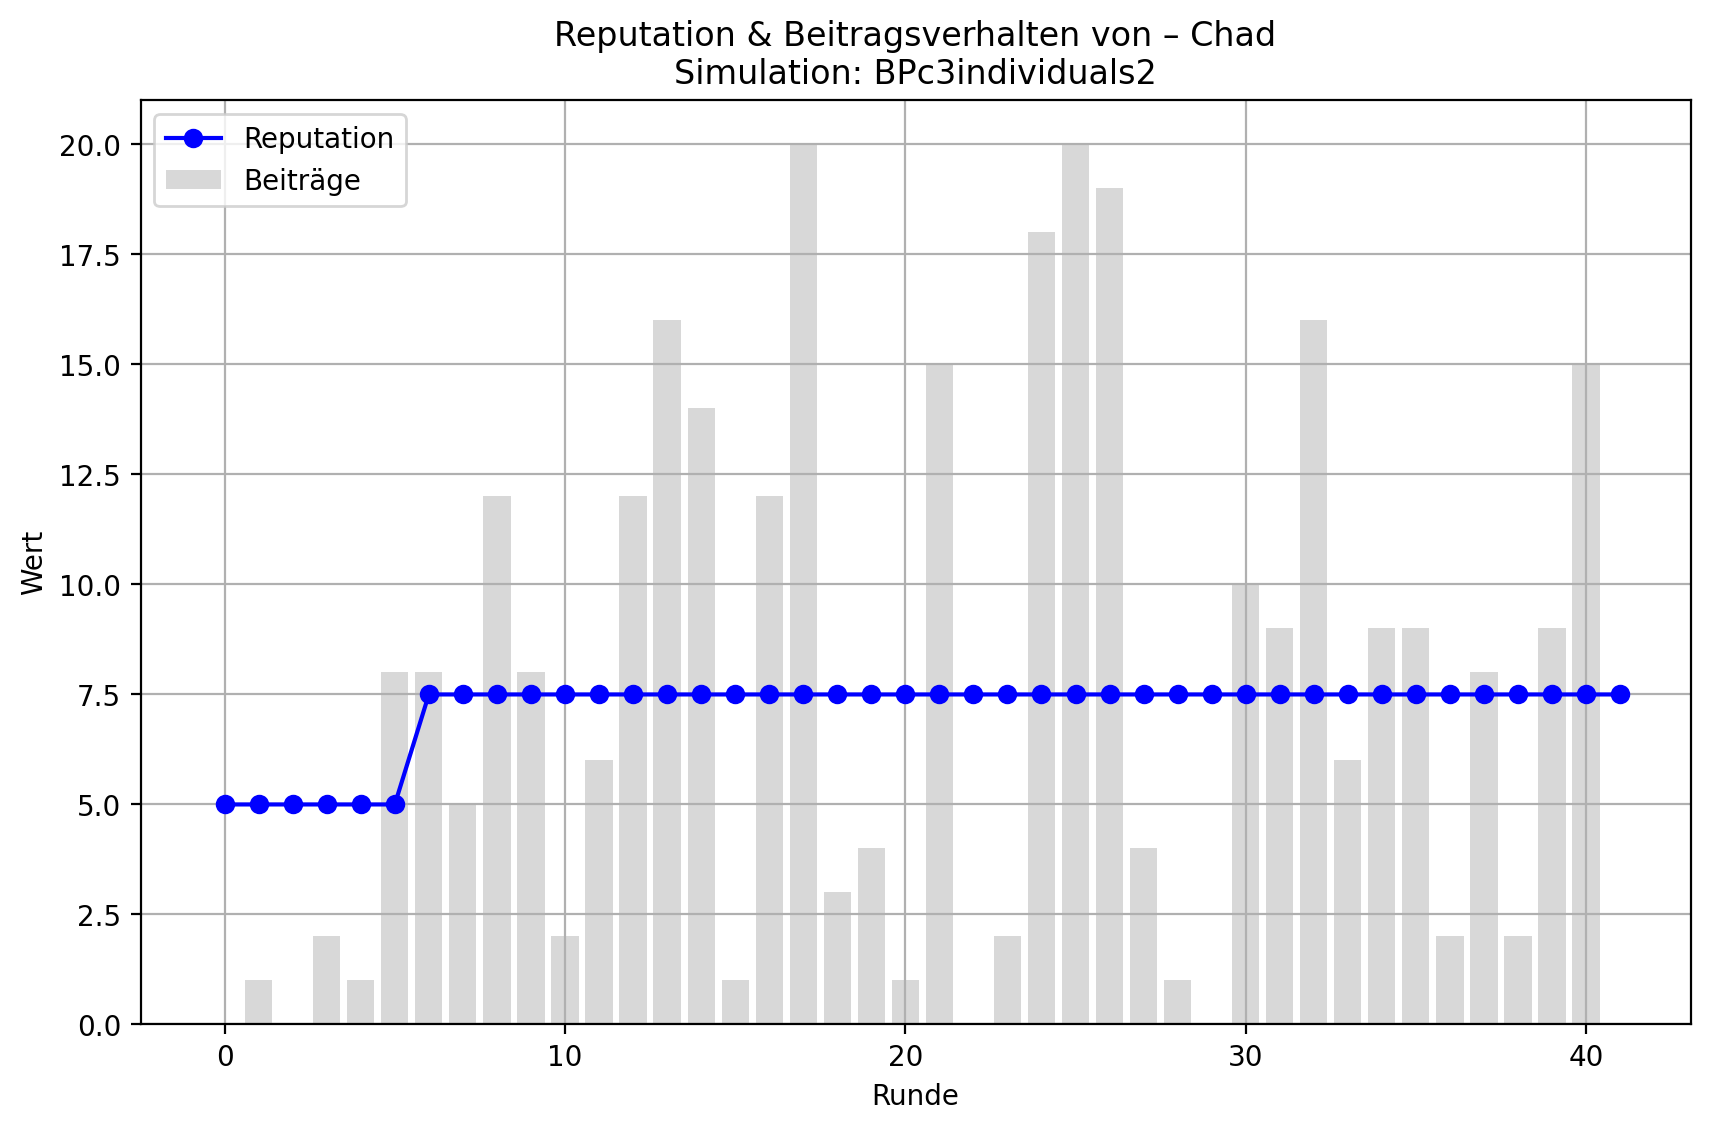 Reputation & Beitragsverhalten von – Chad
Simulation: BPc3individuals2
Reputation
Beiträge
20.0
17.5
15.0
12.5
10.0
7.5
5.0
2.5
0.0
Wert
0 10 20 30 40
Runde